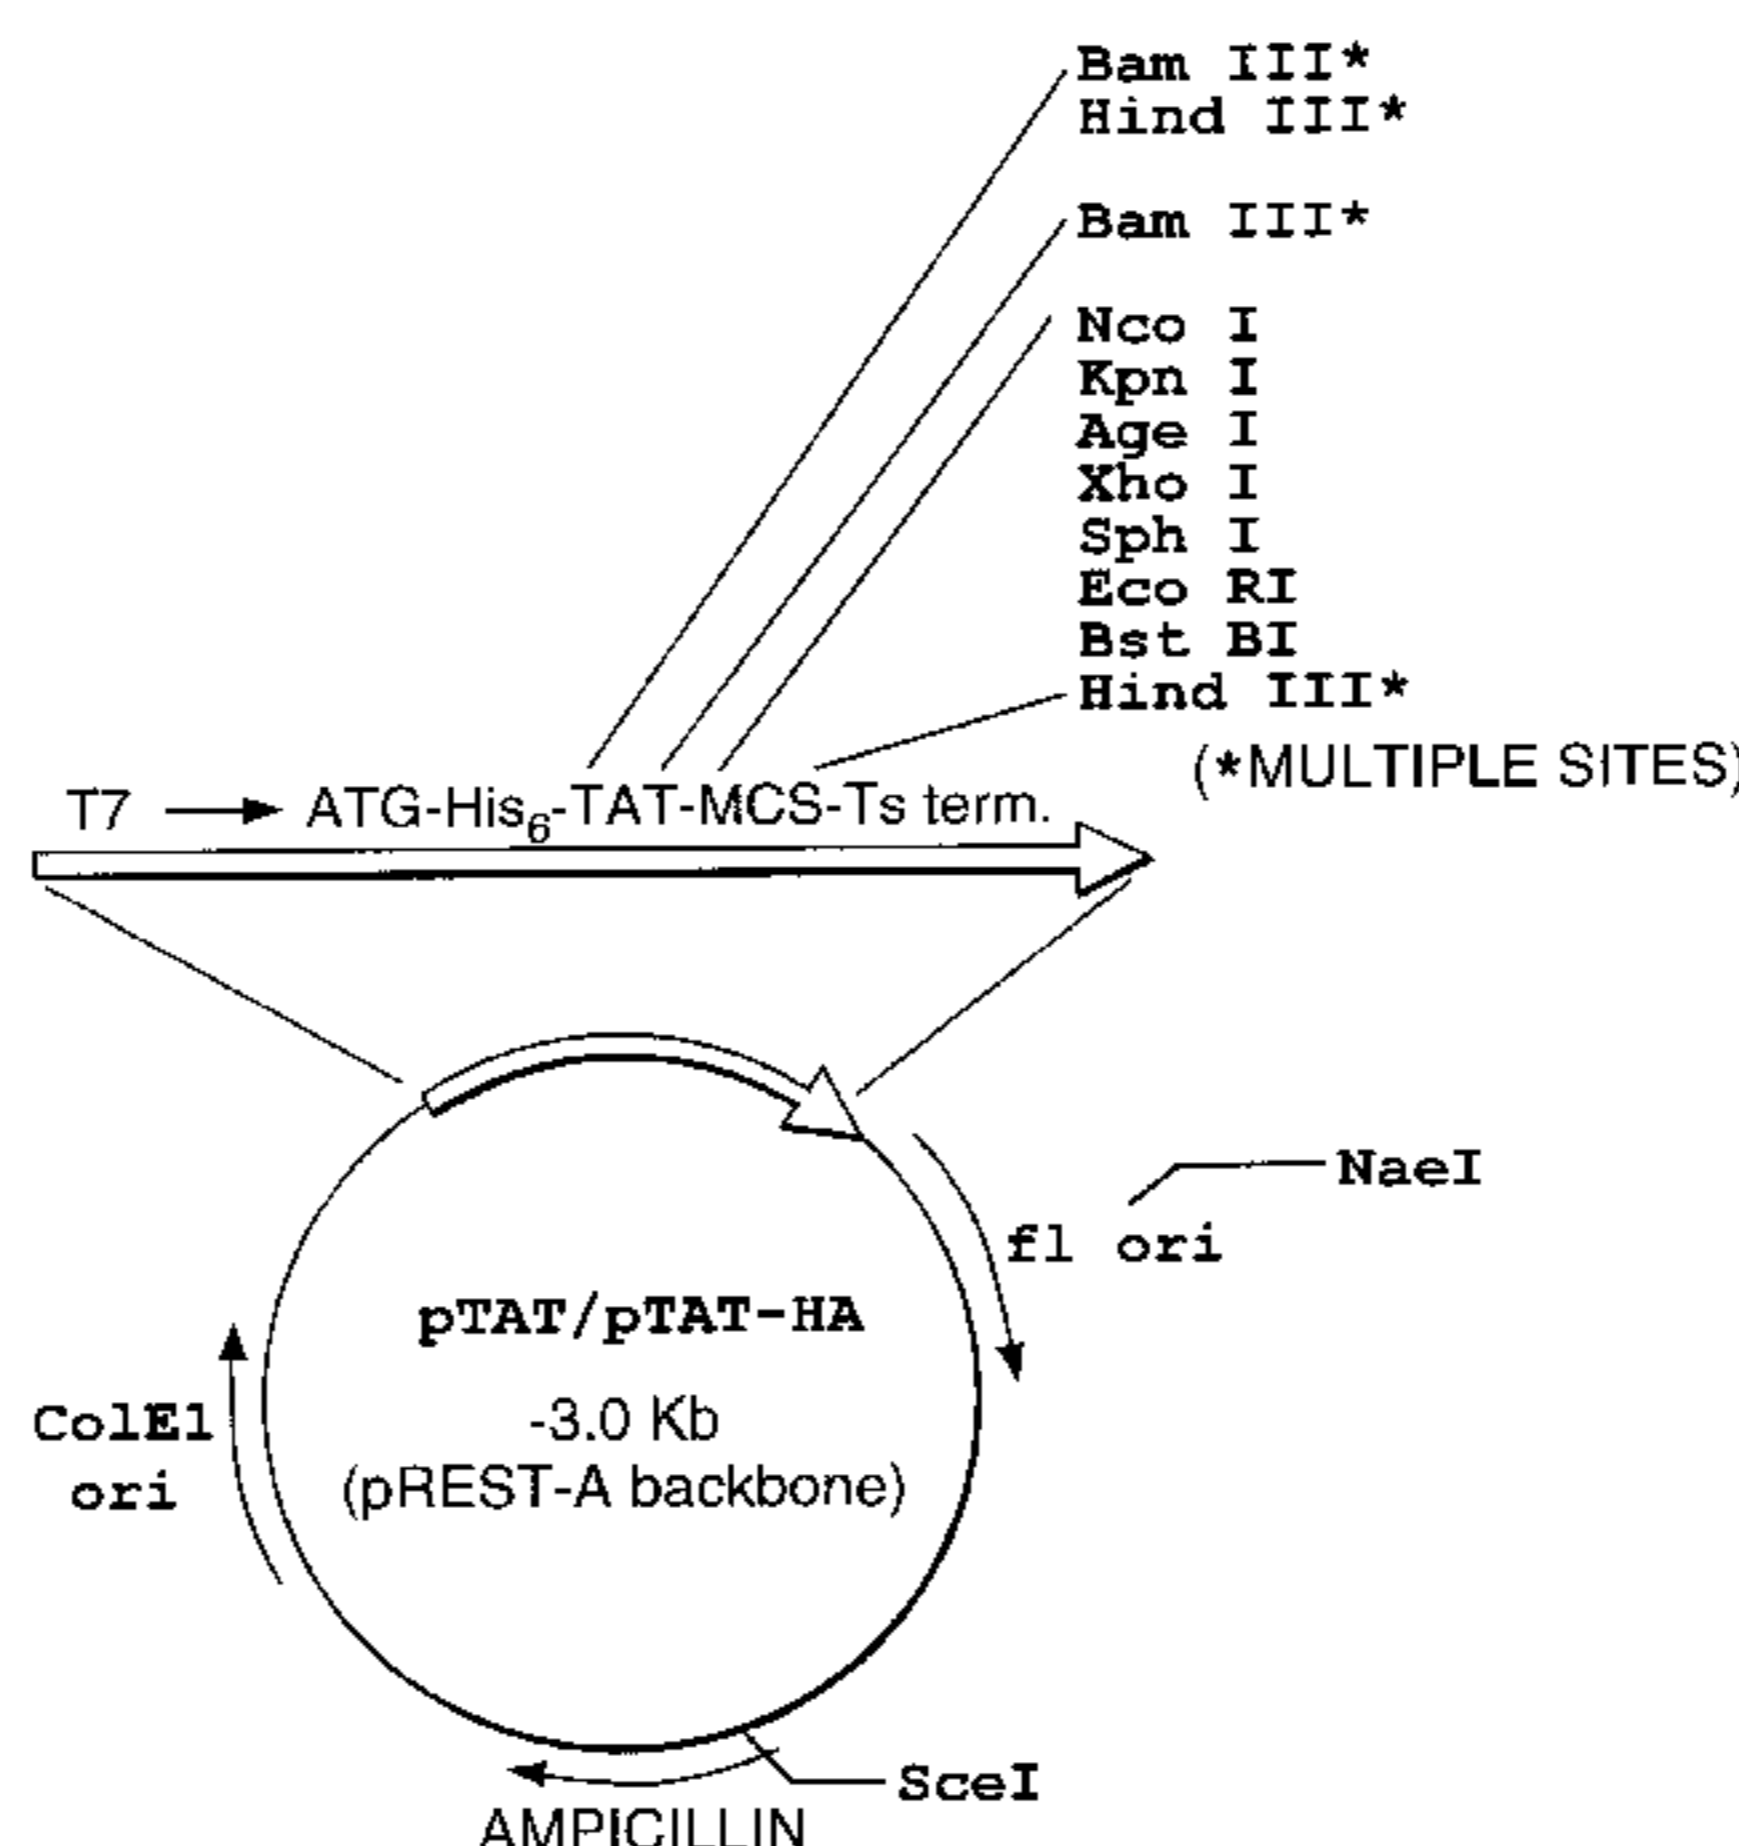 Bam III*
Hind III*
Bam III*
Nco I
Kpn I
Age I
Xho I
Sph I
Eco RI
Bst BI
Hind III*
(*MULTIPLE SITES)
T7 ATG-His6-TAT-MCS-Ts term.
NaeI
fl ori
pTAT/pTAT-HA
-3.0 Kb
(pREST-A backbone)
ColEl
ori
SceI
AMPICILLIN